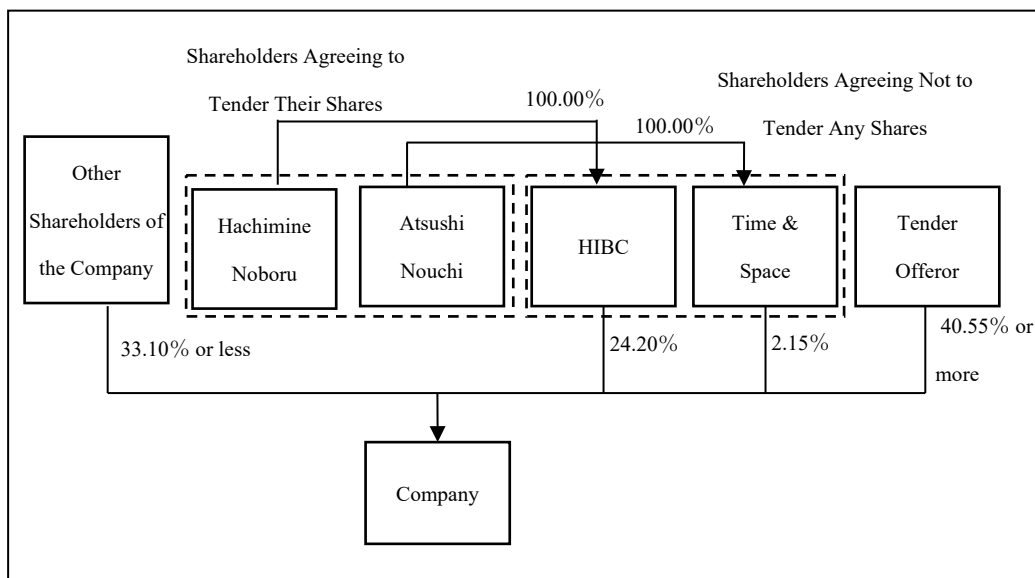 Shareholders Agreeing to
Tender Their Shares
Shareholders Agreeing Not to
Tender Any Shares
100.00%
100.00%
Other
Shareholders of
the Company
Hachimine
Noboru
Atsushi
Nouchi
HIBC
Time &
Space
Tender
Offeror
33.10% or less
24.20%
2.15%
40.55% or
more
Company